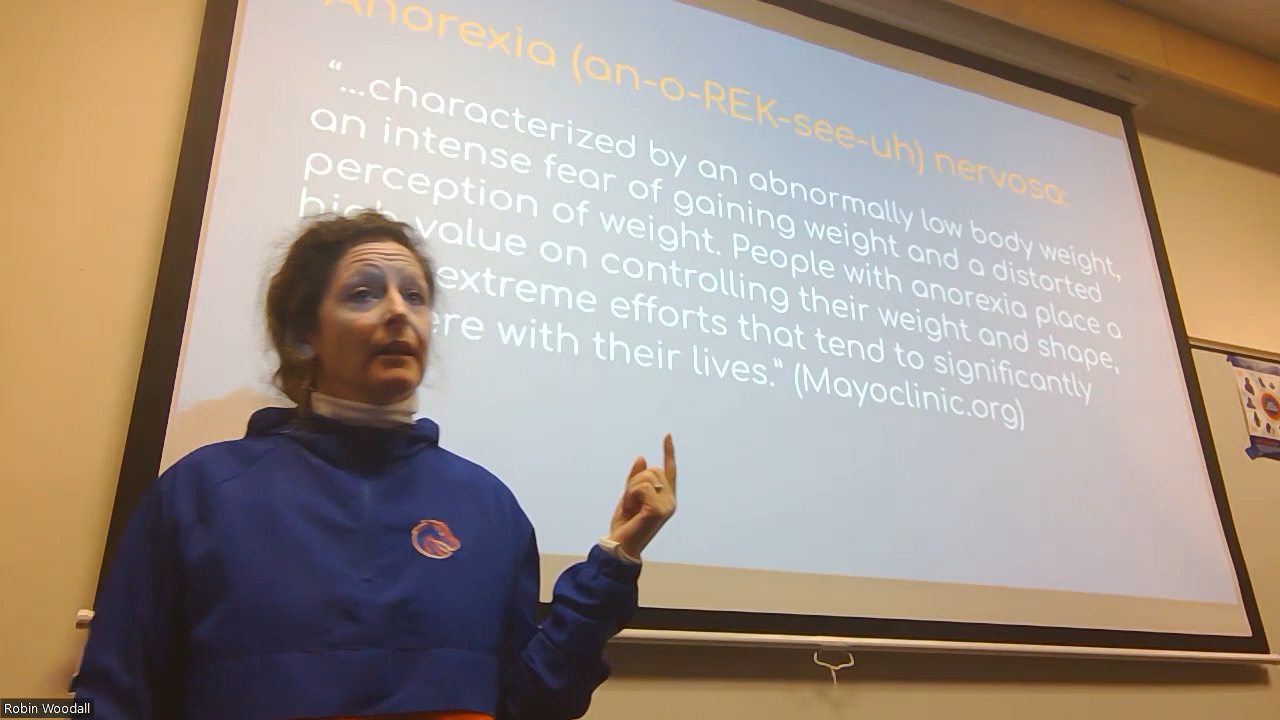 Anorexia (an-o-REK-see-uh) nervosa:
“...characterized by an abnormally low body weight,
an intense fear of gaining weight and a distorted
perception of weight. People with anorexia place a
high value on controlling their weight and shape,
extreme efforts that tend to significantly
ere with their lives.” (Mayoclinic.org)
Robin Woodall